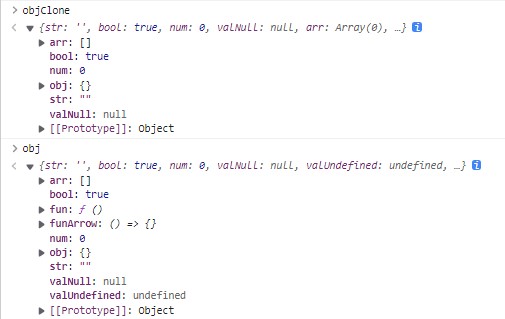 objClone
{str: '', bool: true, num: 0, valNull: null, arr: Array(0), …} i
arr: []
bool: true
num: 0
obj: {}
str: ""
valNull: null
[[Prototype]]: Object
obj
{str: '', bool: true, num: 0, valNull: null, valUndefined: undefined, …} i
arr: []
bool: true
fun: ƒ ()
funArrow: () => {}
num: 0
obj: {}
str: ""
valNull: null
valUndefined: undefined
[[Prototype]]: Object